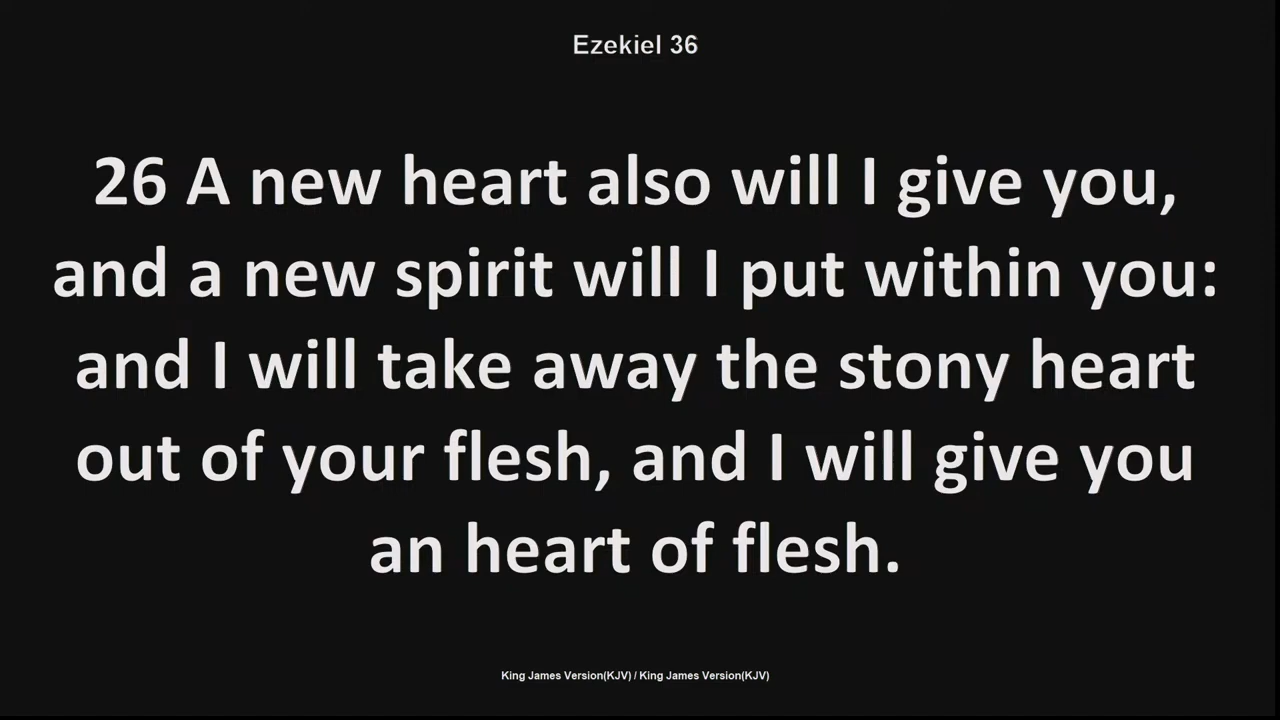 Ezekiel 36
26 A new heart also will I give you,
and a new spirit will I put within you:
and I will take away the stony heart
out of your flesh, and I will give you
an heart of flesh.
King James Version(KJV) / King James Version(KJV)